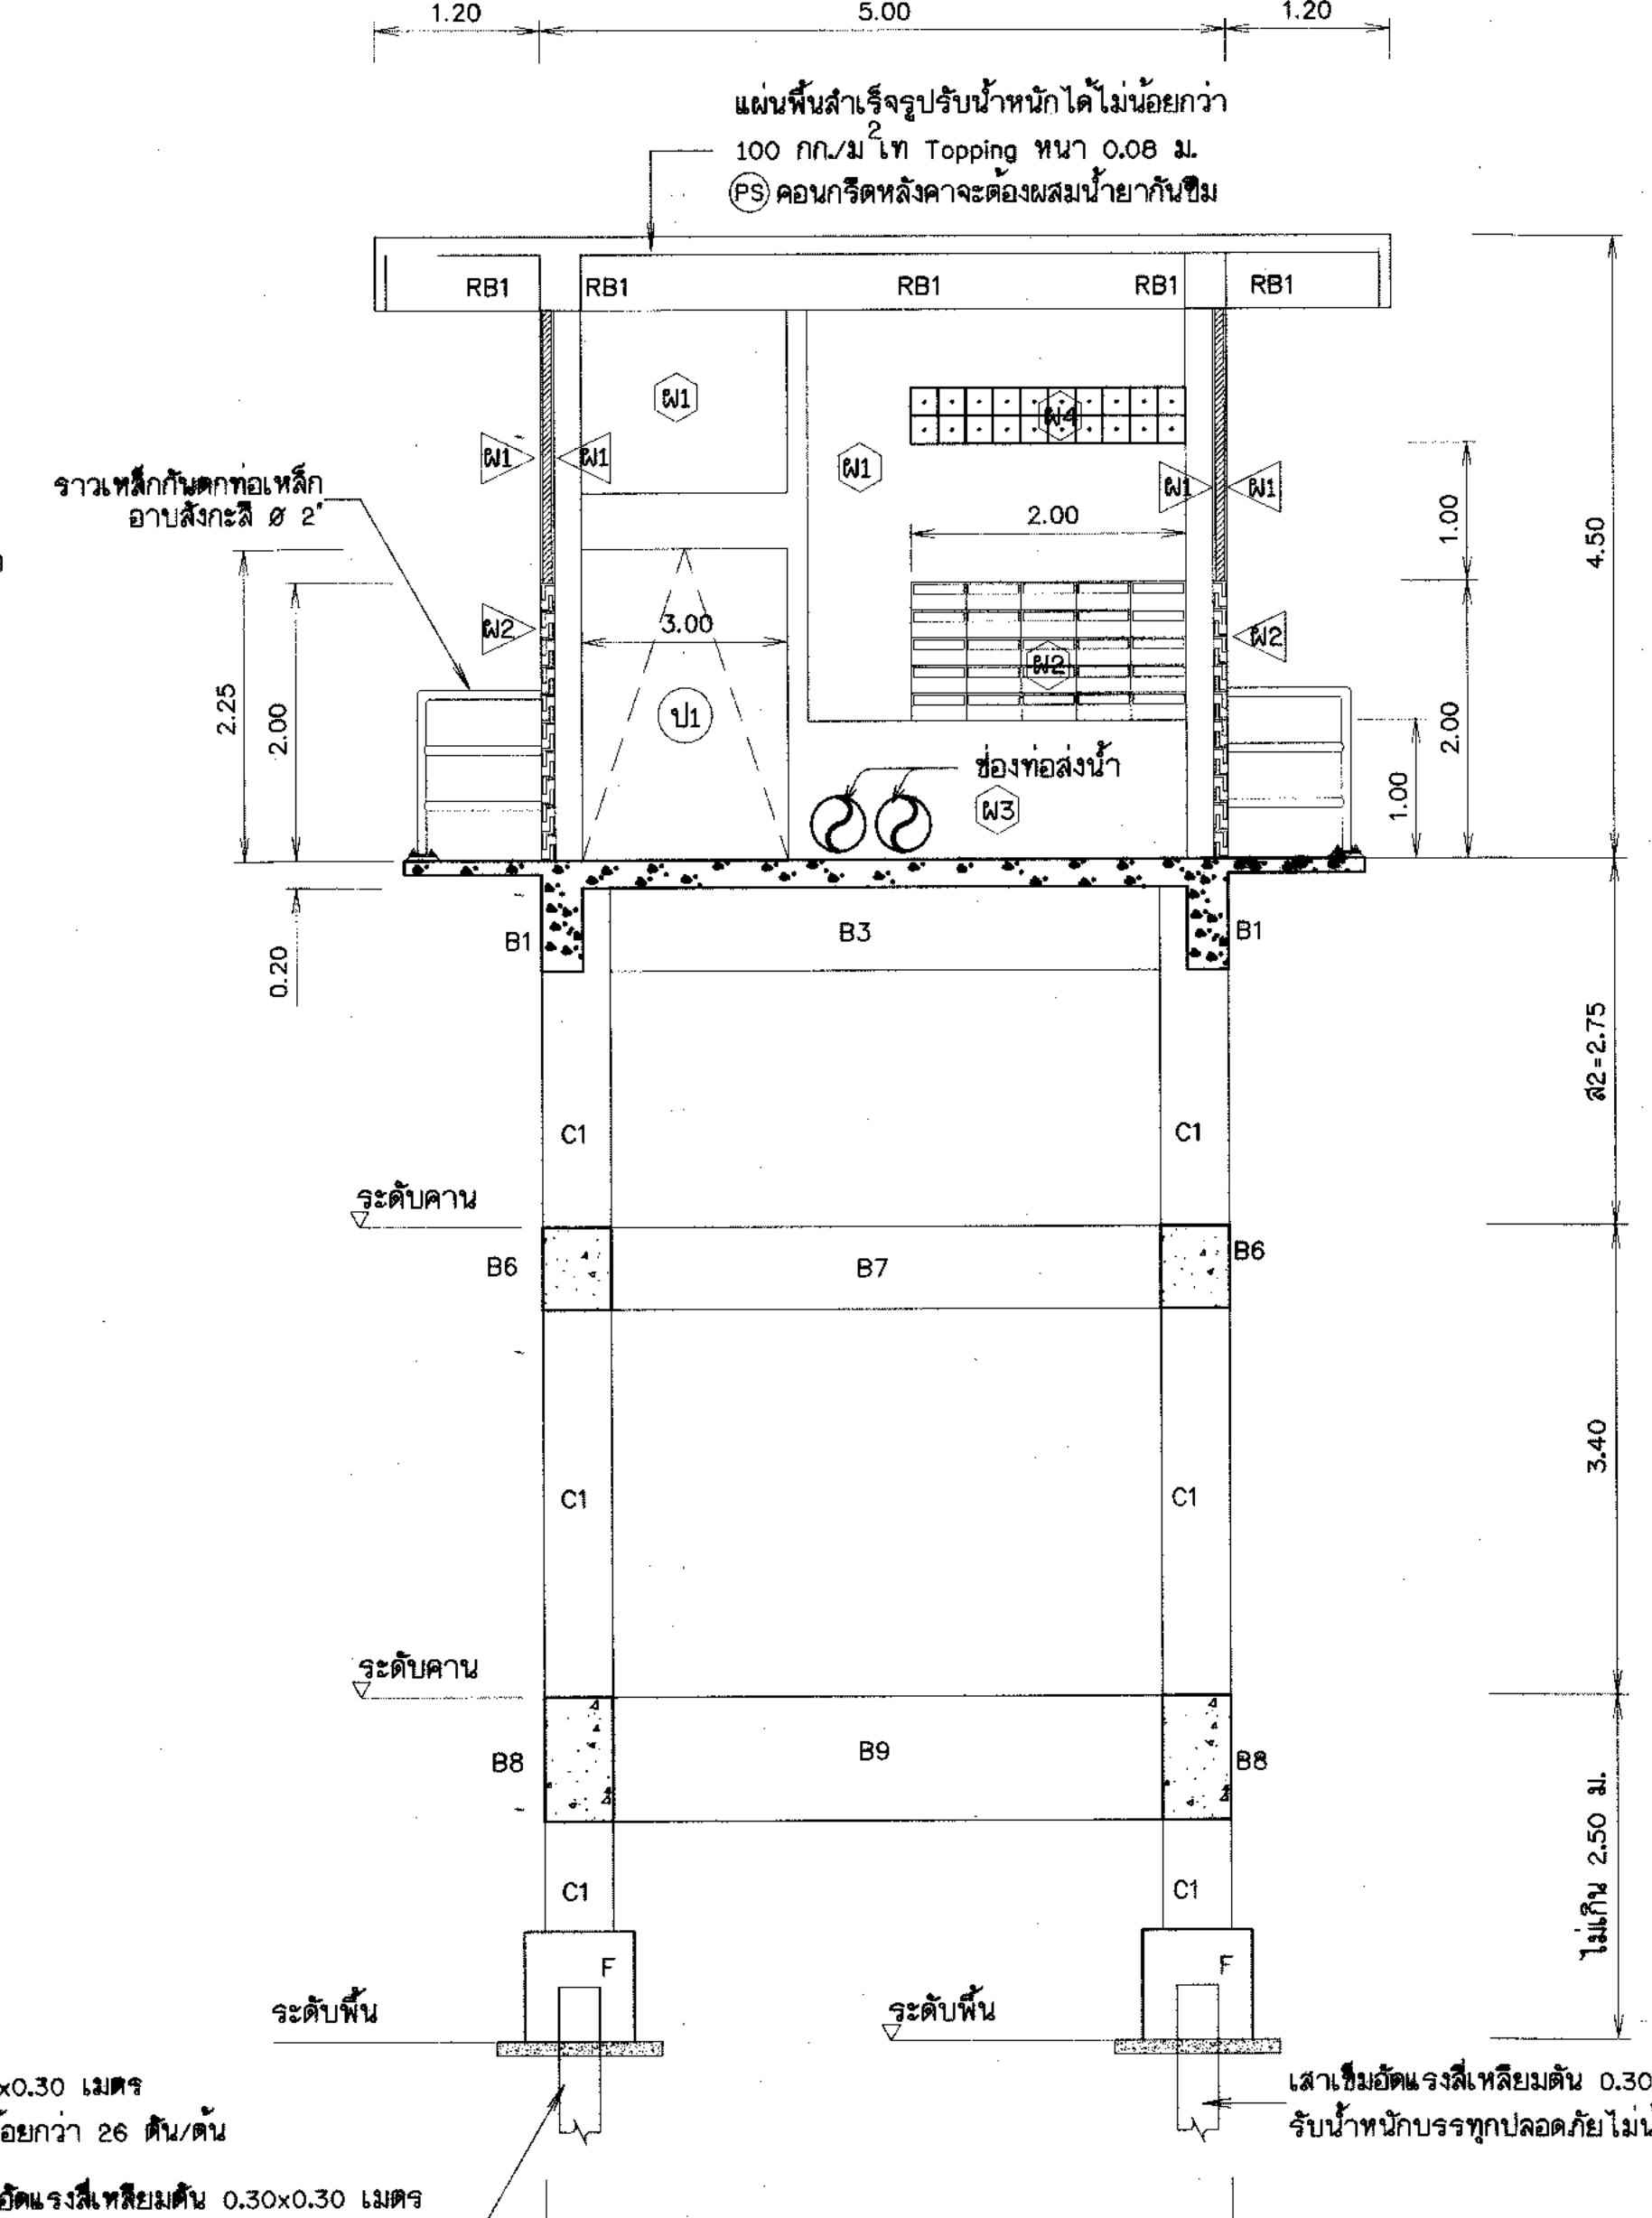 1.20 5.00 1.20
แผ่นพื้นสำเร็จรูปรับน้ำหนักได้ไม่น้อยกว่า
100 กก./ม2 เท Topping หนา 0.08 ม.
PS คอนกรีตหลังคาจะต้องผสมน้ำยากันซึม
RB1 RB1 RB1 RB1 RB1
ผ1 ผ4
ผ1 ผ1 ผ1 ผ1 ผ1
ราวเหล็กกันตกท่อเหล็ก
อาบสังกะสี ø 2"
2.00
1.00
4.50
ผ2 3.00 ผ2 ผ2
2.25
2.00
ป1
2.00
1.00
ช่องท่อส่งน้ำ
ผ3
B1 B3 B1
0.20
ส2=2.75
C1 C1
ระดับคาน
B6 B7 B6
3.40
C1 C1
ระดับคาน
B8 B9 B8
ไม่เกิน 2.50 ม.
C1 C1
F F
ระดับพื้น ระดับพื้น
x0.30 เมตร
้อยกว่า 26 ตัน/ต้น
เสาเข็มอัดแรงสี่เหลี่ยมตัน 0.30
รับน้ำหนักบรรทุกปลอดภัยไม่น
อัดแรงสี่เหลี่ยมตัน 0.30x0.30 เมตร